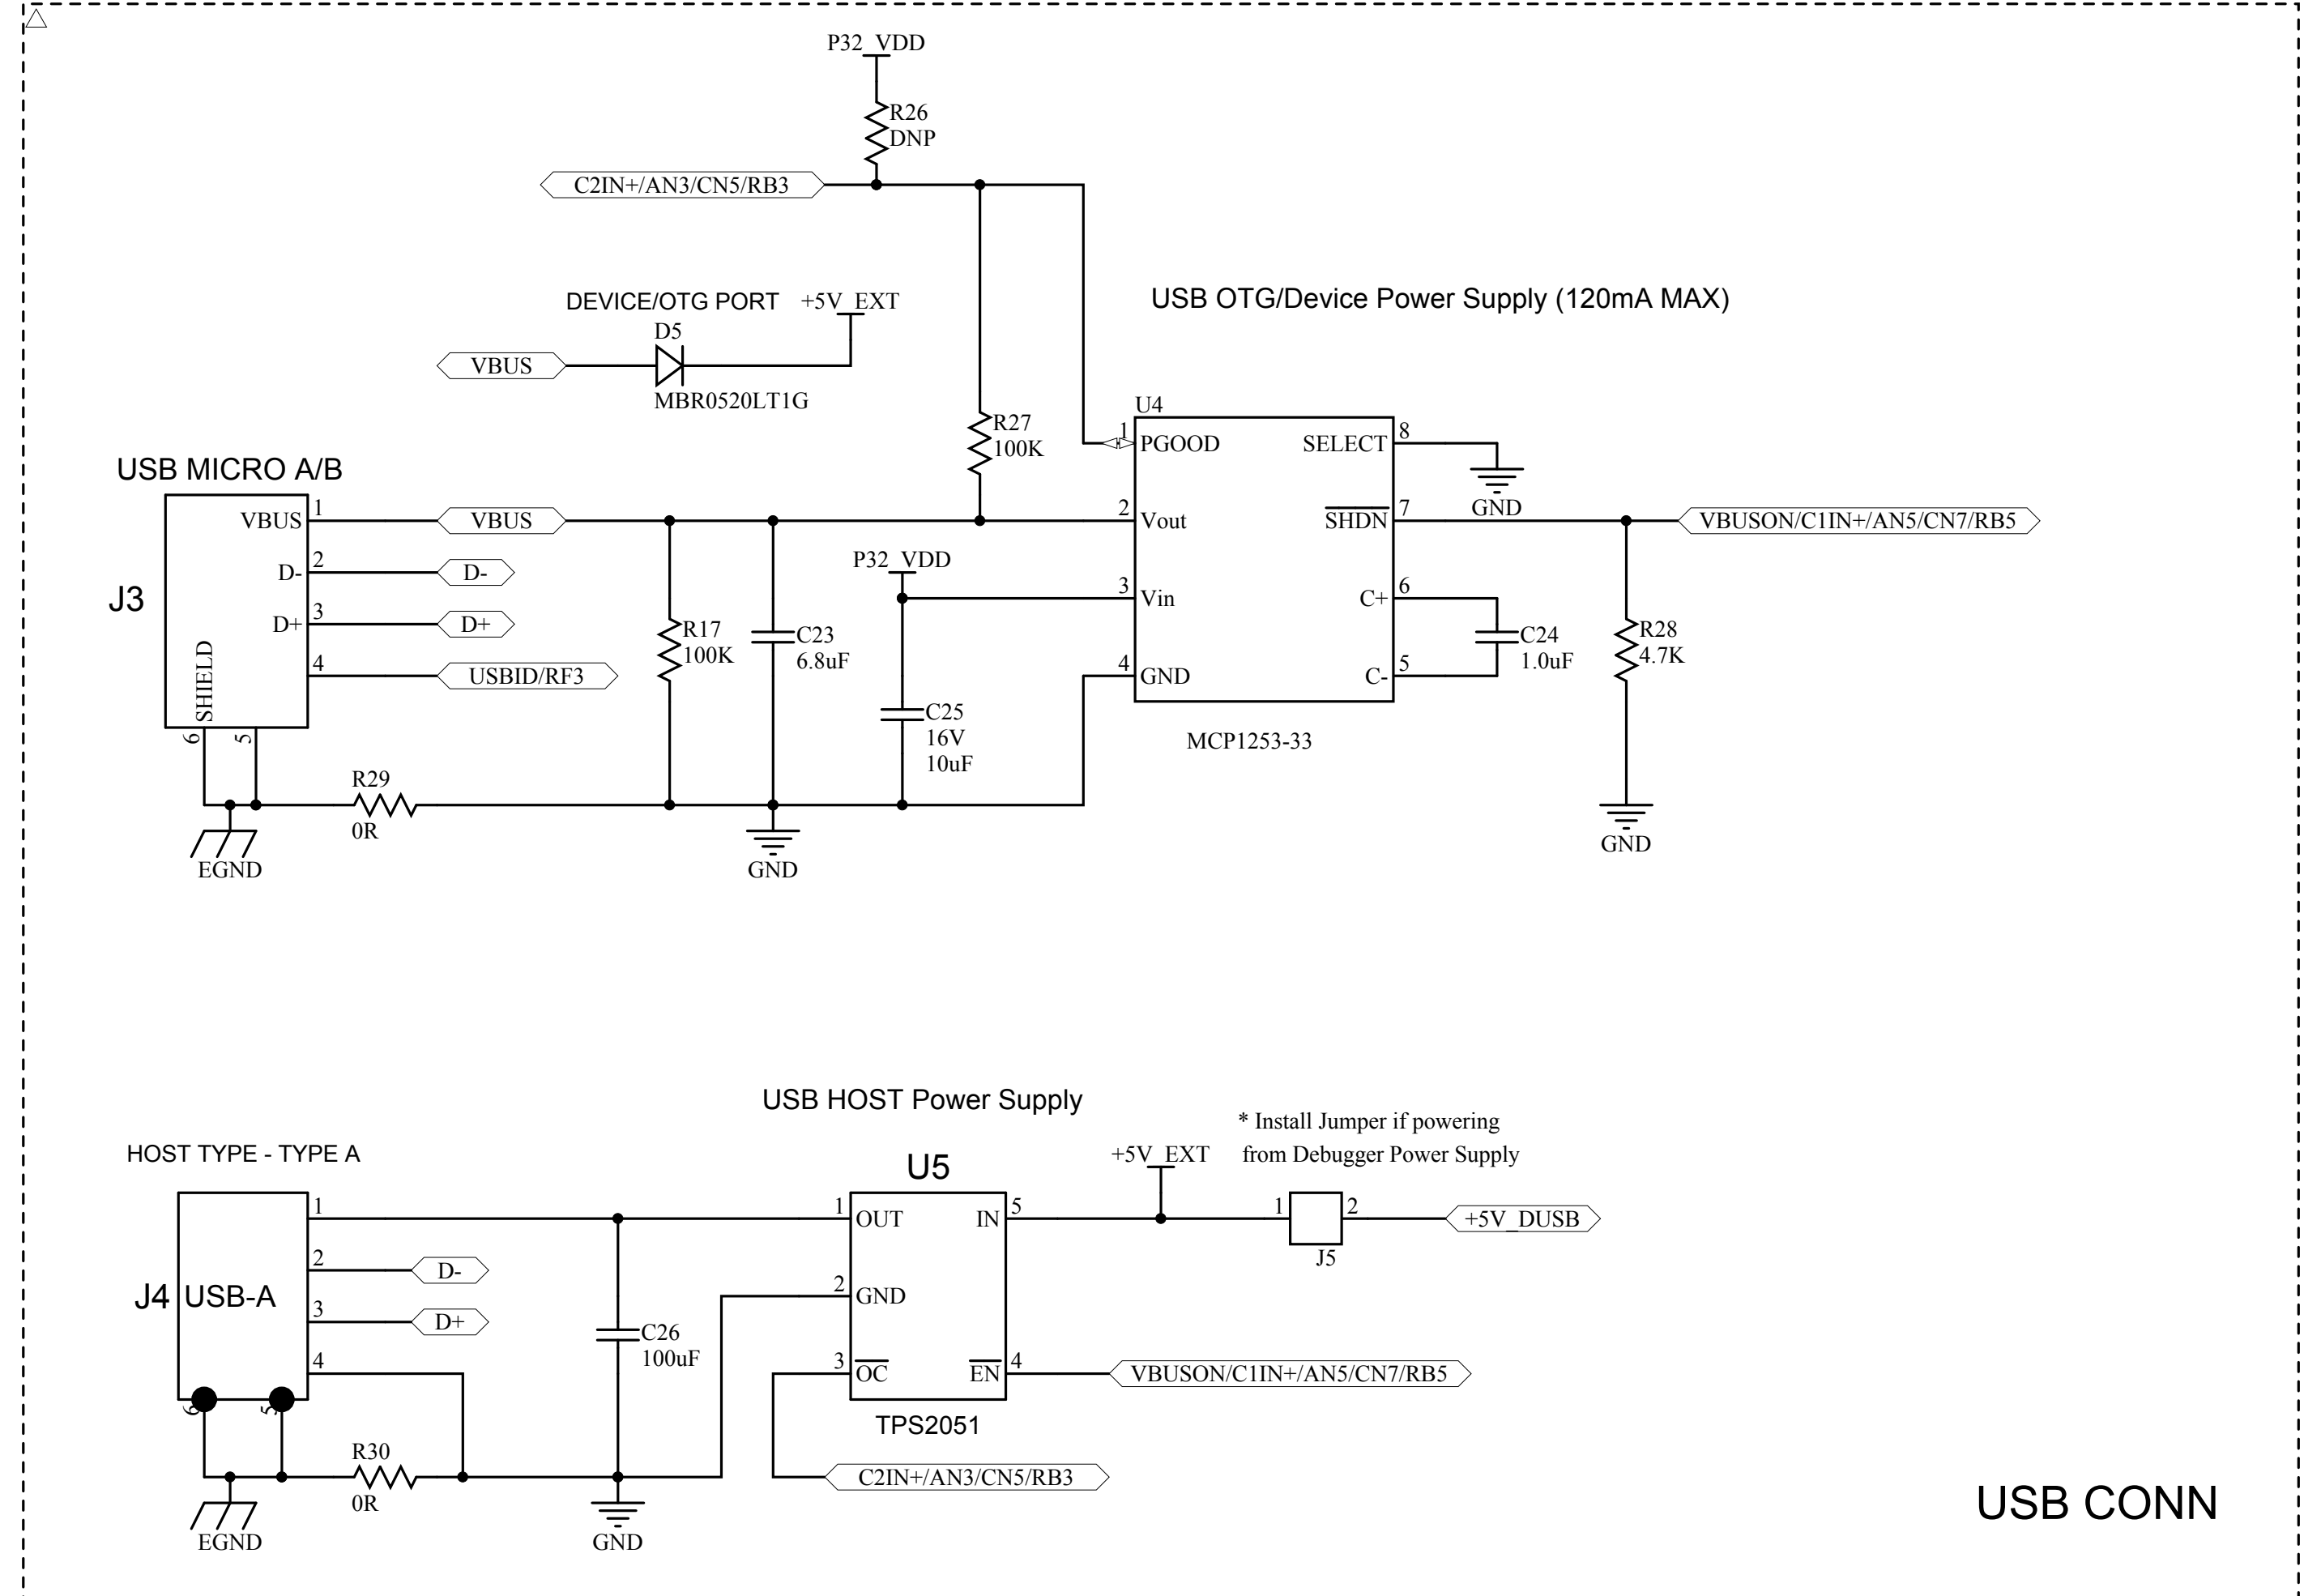 P32_VDD
R26
DNP
C2IN+/AN3/CN5/RB3
DEVICE/OTG PORT
+5V_EXT
D5
VBUS
MBR0520LT1G
USB OTG/Device Power Supply (120mA MAX)
R27
100K
U4
1
PGOOD
SELECT
8
GND
2
Vout
SHDN
7
VBUSON/C1IN+/AN5/CN7/RB5
P32_VDD
3
Vin
C+
6
4
GND
C-
5
C24
1.0uF
R28
4.7K
GND
MCP1253-33
USB MICRO A/B
J3
VBUS
1
VBUS
D-
2
D-
D+
3
D+
4
USBID/RF3
SHIELD
6
5
R17
100K
C23
6.8uF
C25
16V
10uF
R29
0R
EGND
GND
USB HOST Power Supply
HOST TYPE - TYPE A
* Install Jumper if powering
from Debugger Power Supply
+5V_EXT
U5
J4
USB-A
1
2
D-
3
D+
4
6
5
C26
100uF
1
OUT
IN
5
1
2
J5
+5V_DUSB
2
GND
3
OC
EN
4
VBUSON/C1IN+/AN5/CN7/RB5
TPS2051
C2IN+/AN3/CN5/RB3
R30
0R
EGND
GND
USB CONN